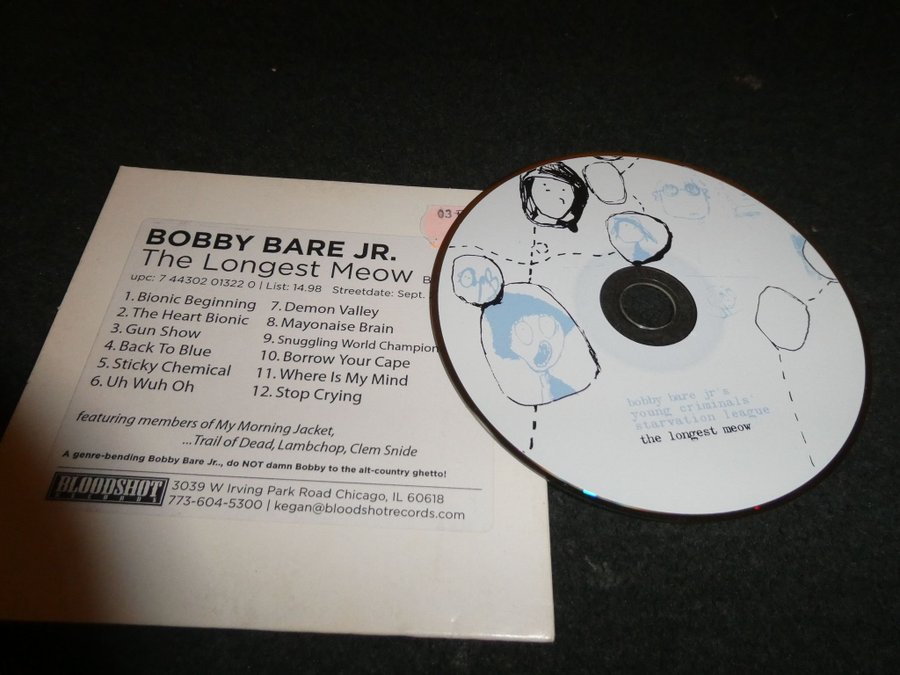 03
BOBBY BARE JR.
The Longest Meow B
upc: 7 44302 01322 0 | List: 14.98 Streetdate: Sept.
1. Bionic Beginning
2. The Heart Bionic
3. Gun Show
4. Back To Blue
5. Sticky Chemical
6. Uh Wuh Oh
7. Demon Valley
8. Mayonaise Brain
9. Snuggling World Champion
10. Borrow Your Cape
11. Where Is My Mind
12. Stop Crying
featuring members of My Morning Jacket,
...Trail of Dead, Lambchop, Clem Snide
A genre-bending Bobby Bare Jr.., do NOT damn Bobby to the alt-country ghetto!
BLOODSHOT
RECORDS
3039 W Irving Park Road Chicago, IL 60618
773-604-5300 | kegan@bloodshotrecords.com
bobby bare jr's
young criminals'
starvation league
the longest meow